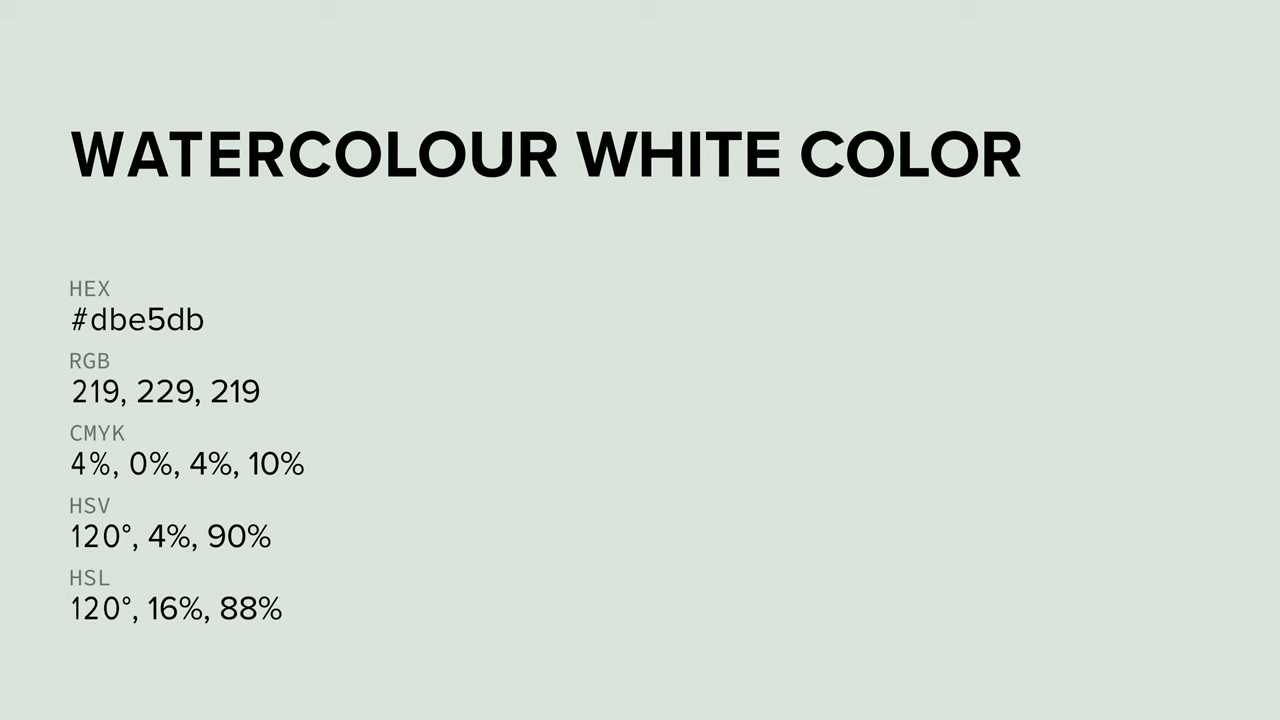 WATERCOLOUR WHITE COLOR
HEX
#dbe5db
RGB
219, 229, 219
CMYK
4%, 0%, 4%, 10%
HSV
120°, 4%, 90%
HSL
120°, 16%, 88%